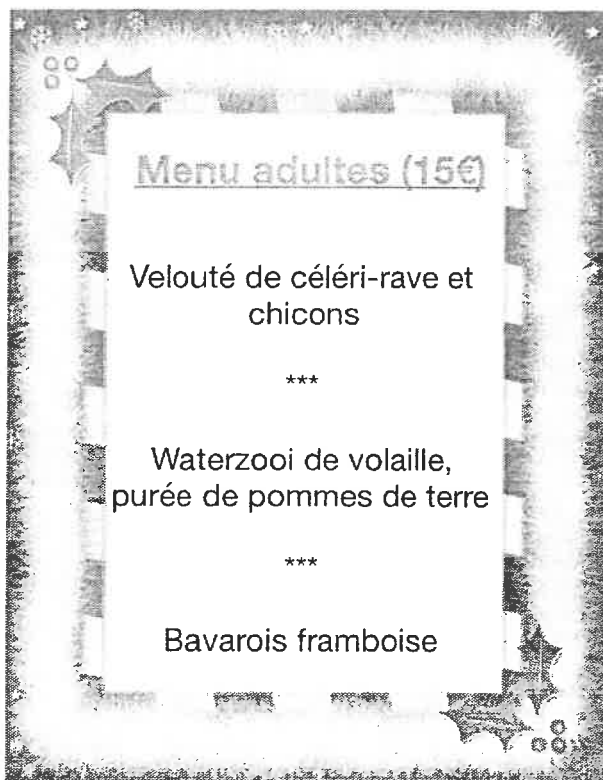 Menu adultes (15€)
Velouté de céléri-rave et
chicons
***
Waterzooi de volaille,
purée de pommes de terre
***
Bavarois framboise